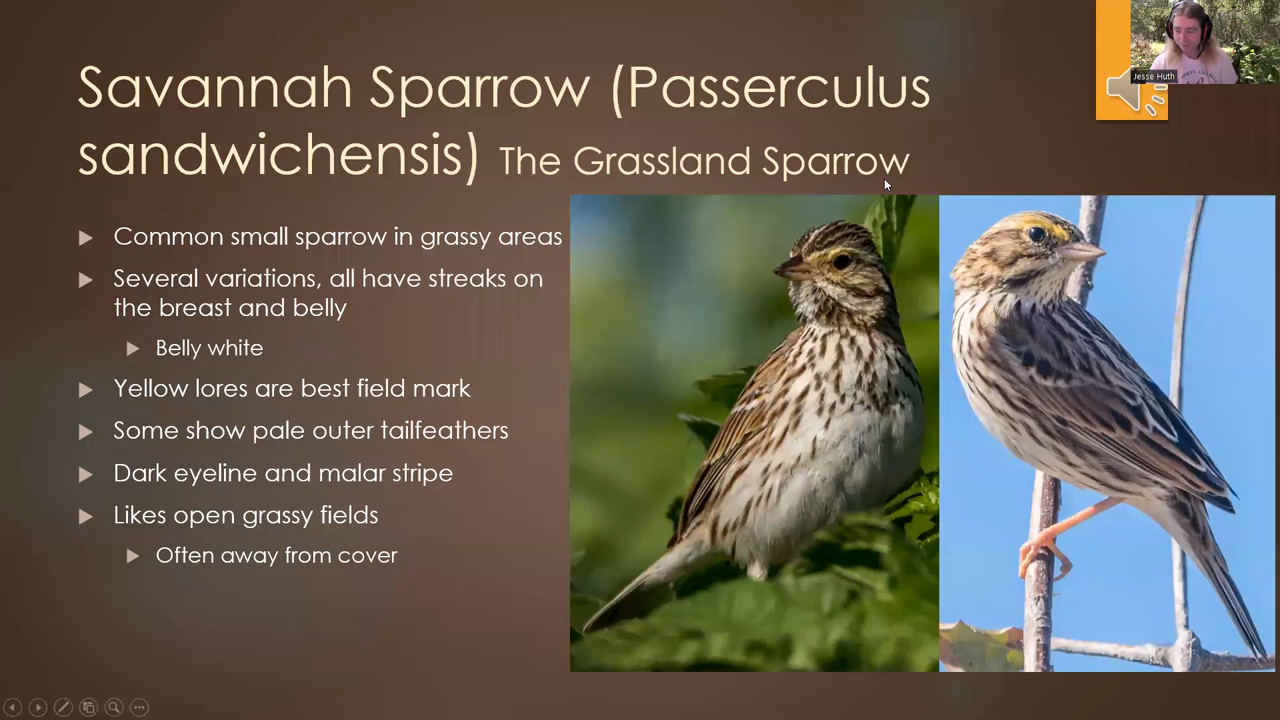 Savannah Sparrow (Passerculus
sandwichensis) The Grassland Sparrow
Common small sparrow in grassy areas
Several variations, all have streaks on
the breast and belly
Belly white
Yellow lores are best field mark
Some show pale outer tailfeathers
Dark eyeline and malar stripe
Likes open grassy fields
Often away from cover
Jesse Huth